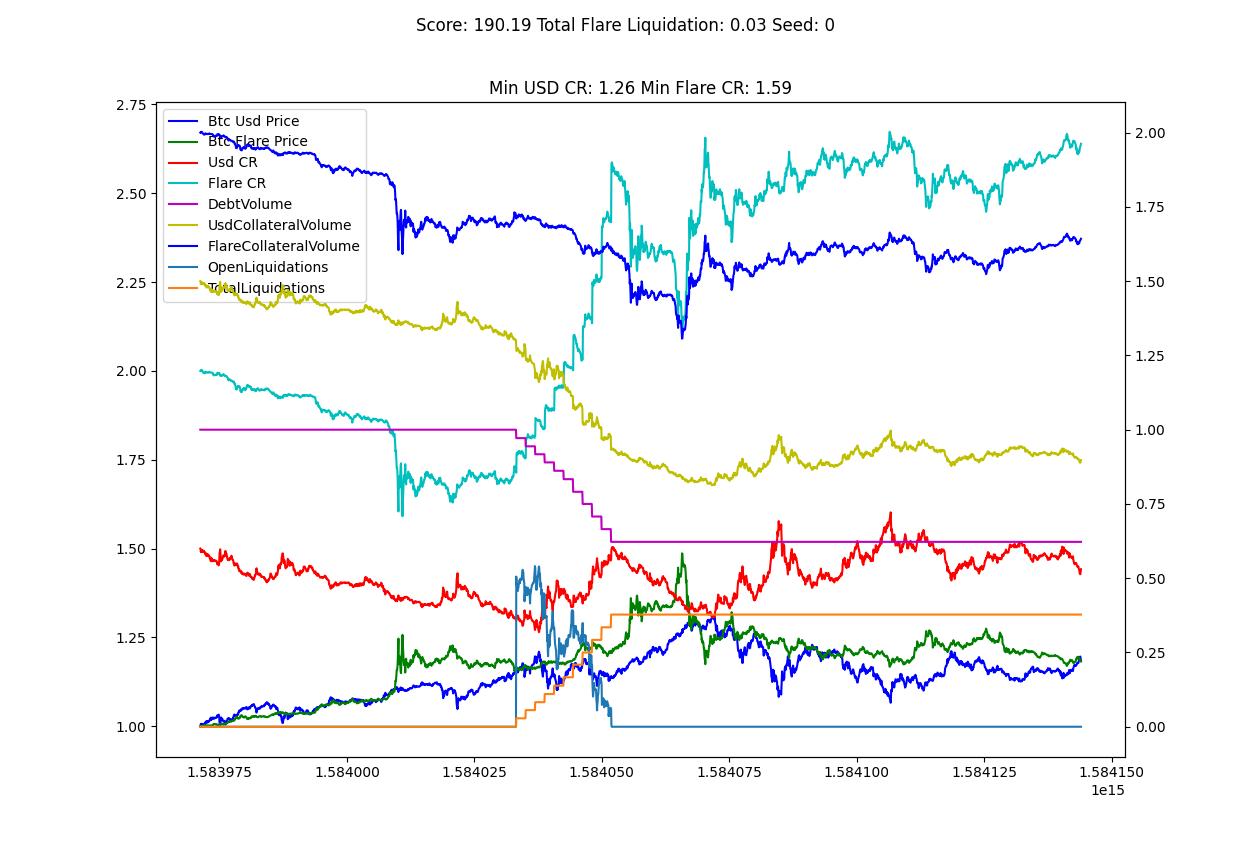 Score: 190.19 Total Flare Liquidation: 0.03 Seed: 0
Min USD CR: 1.26 Min Flare CR: 1.59
2.75
2.50
2.25
2.00
1.75
1.50
1.25
1.00
Btc Usd Price
Btc Flare Price
Usd CR
Flare CR
DebtVolume
UsdCollateralVolume
FlareCollateralVolume
OpenLiquidations
TotalLiquidations
2.00
1.75
1.50
1.25
1.00
0.75
0.50
0.25
0.00
1.583975 1.584000 1.584025 1.584050 1.584075 1.584100 1.584125 1.584150
1e15